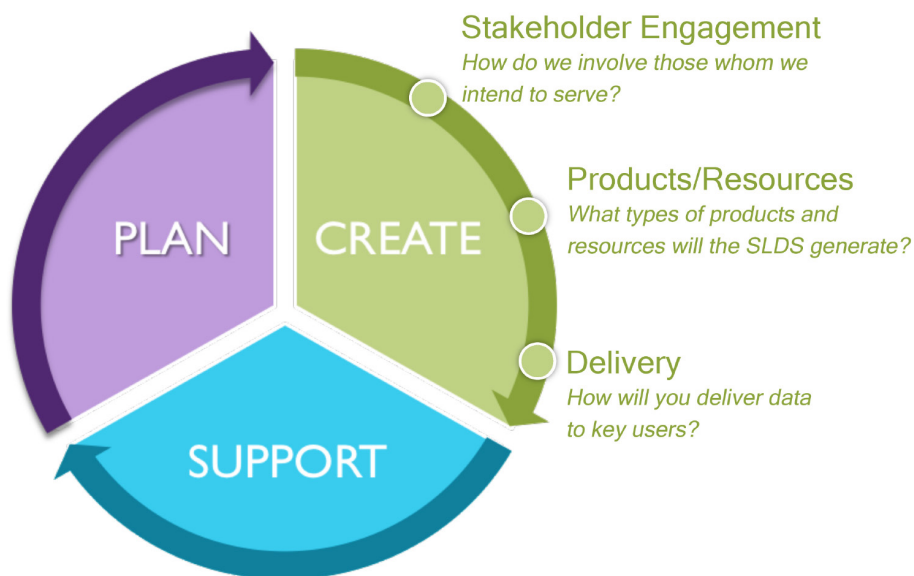 Stakeholder Engagement
How do we involve those whom we
intend to serve?
Products/Resources
What types of products and
resources will the SLDS generate?
PLAN
CREATE
Delivery
How will you deliver data
to key users?
SUPPORT